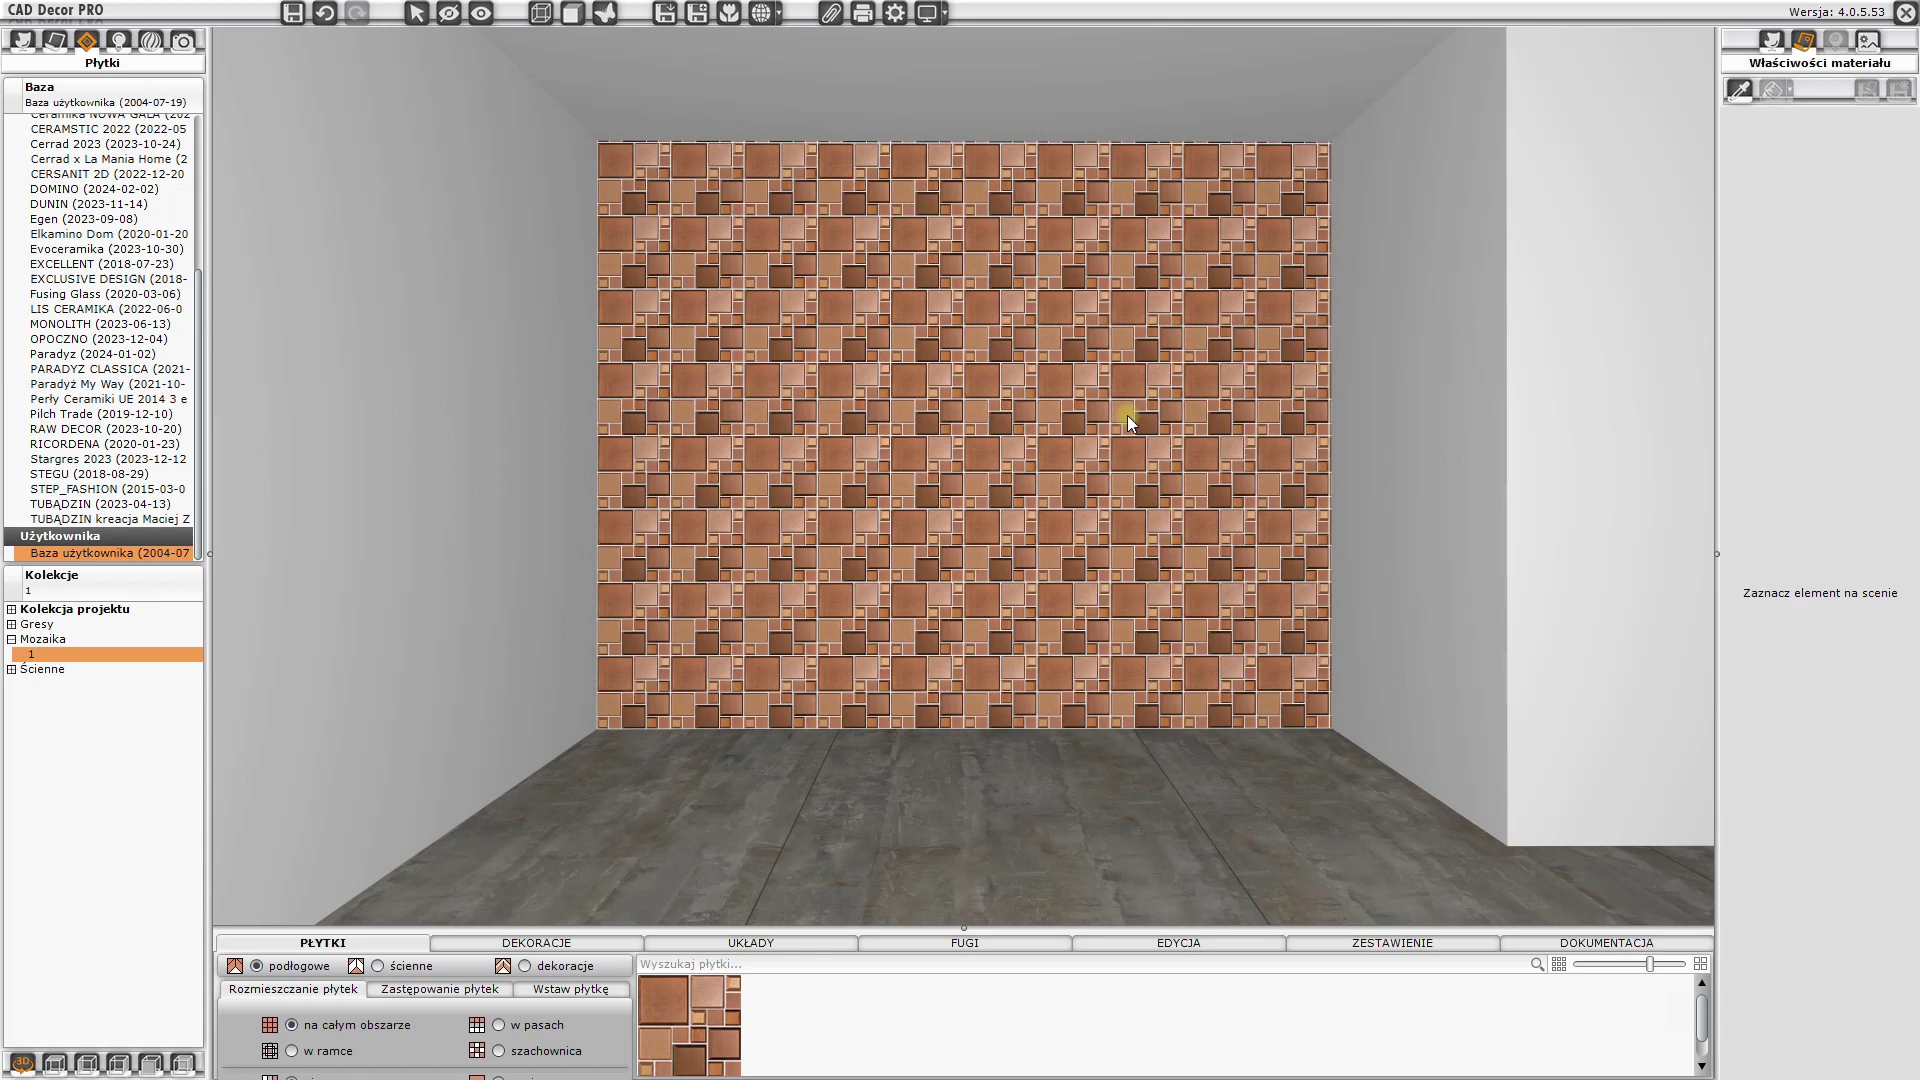 CAD Decor PRO
Wersja: 4.0.5.53
Płytki
Właściwości materiału
Baza
Baza użytkownika (2004-07-19)
Ceramika NOWA GALA (202
CERAMSTIC 2022 (2022-05
Cerrad 2023 (2023-10-24)
Cerrad x La Mania Home (2
CERSANIT 2D (2022-12-20
DOMINO (2024-02-02)
DUNIN (2023-11-14)
Egen (2023-09-08)
Elkamino Dom (2020-01-20
Evoceramika (2023-10-30)
EXCELLENT (2018-07-23)
EXCLUSIVE DESIGN (2018-
Fusing Glass (2020-03-06)
LIS CERAMIKA (2022-06-0
MONOLITH (2023-06-13)
OPOCZNO (2023-12-04)
Paradyz (2024-01-02)
PARADYZ CLASSICA (2021-
Paradyż My Way (2021-10-
Perły Ceramiki UE 2014 3 e
Pilch Trade (2019-12-10)
RAW DECOR (2023-10-20)
RICORDENA (2020-01-23)
Stargres 2023 (2023-12-12
STEGU (2018-08-29)
STEP_FASHION (2015-03-0
TUBĄDZIN (2023-04-13)
TUBĄDZIN kreacja Maciej Z
Użytkownika
Baza użytkownika (2004-07
Kolekcje
1
Kolekcja projektu
Gresy
Mozaika
1
Ścienne
Zaznacz element na scenie
PŁYTKI
DEKORACJE
UKŁADY
FUGI
EDYCJA
ZESTAWIENIE
DOKUMENTACJA
podłogowe
ścienne
dekoracje
Wyszukaj płytki...
Rozmieszczanie płytek
Zastępowanie płytek
Wstaw płytkę
na całym obszarze
w pasach
w ramce
szachownica
3D